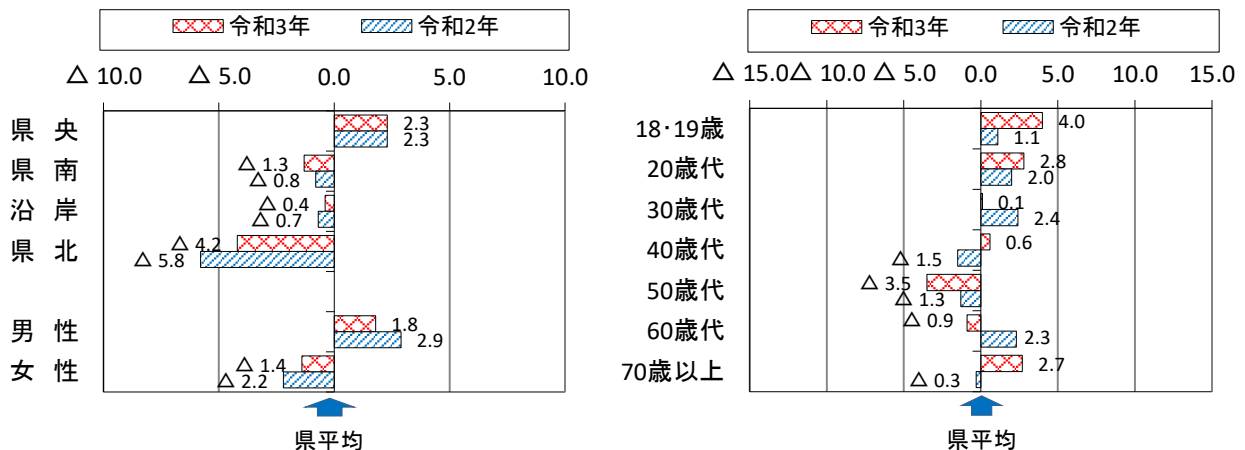 令和3年 令和2年
△ 10.0 △ 5.0 0.0 5.0 10.0
県 央 2.3
2.3
県 南 △ 1.3
△ 0.8
沿 岸 △ 0.4
△ 0.7
県 北 △ 4.2
△ 5.8
男 性 1.8
2.9
女 性 △ 1.4
△ 2.2
県平均
令和3年 令和2年
△ 15.0 △ 10.0 △ 5.0 0.0 5.0 10.0 15.0
18・19歳 4.0
1.1
20歳代 2.8
2.0
30歳代 0.1
2.4
40歳代 0.6
△ 1.5
50歳代 △ 3.5
△ 1.3
60歳代 △ 0.9
2.3
70歳以上 2.7
△ 0.3
県平均